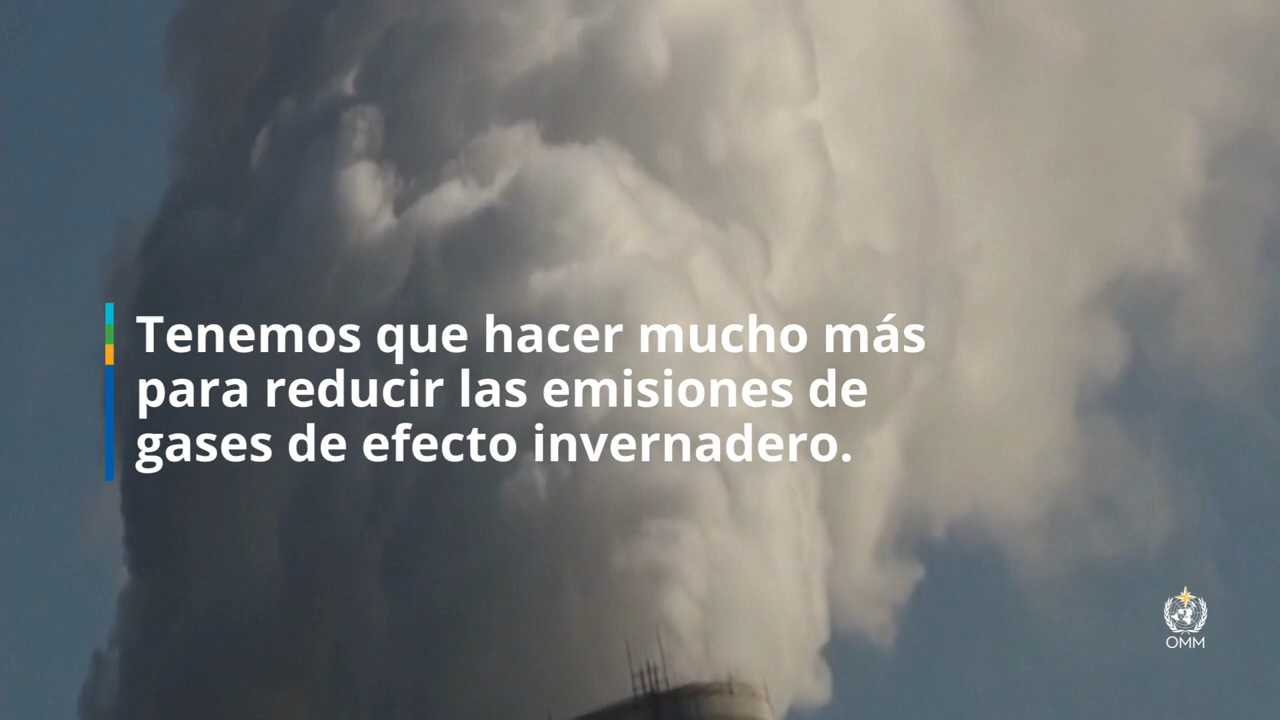 Tenemos que hacer mucho más
para reducir las emisiones de
gases de efecto invernadero.
OMM